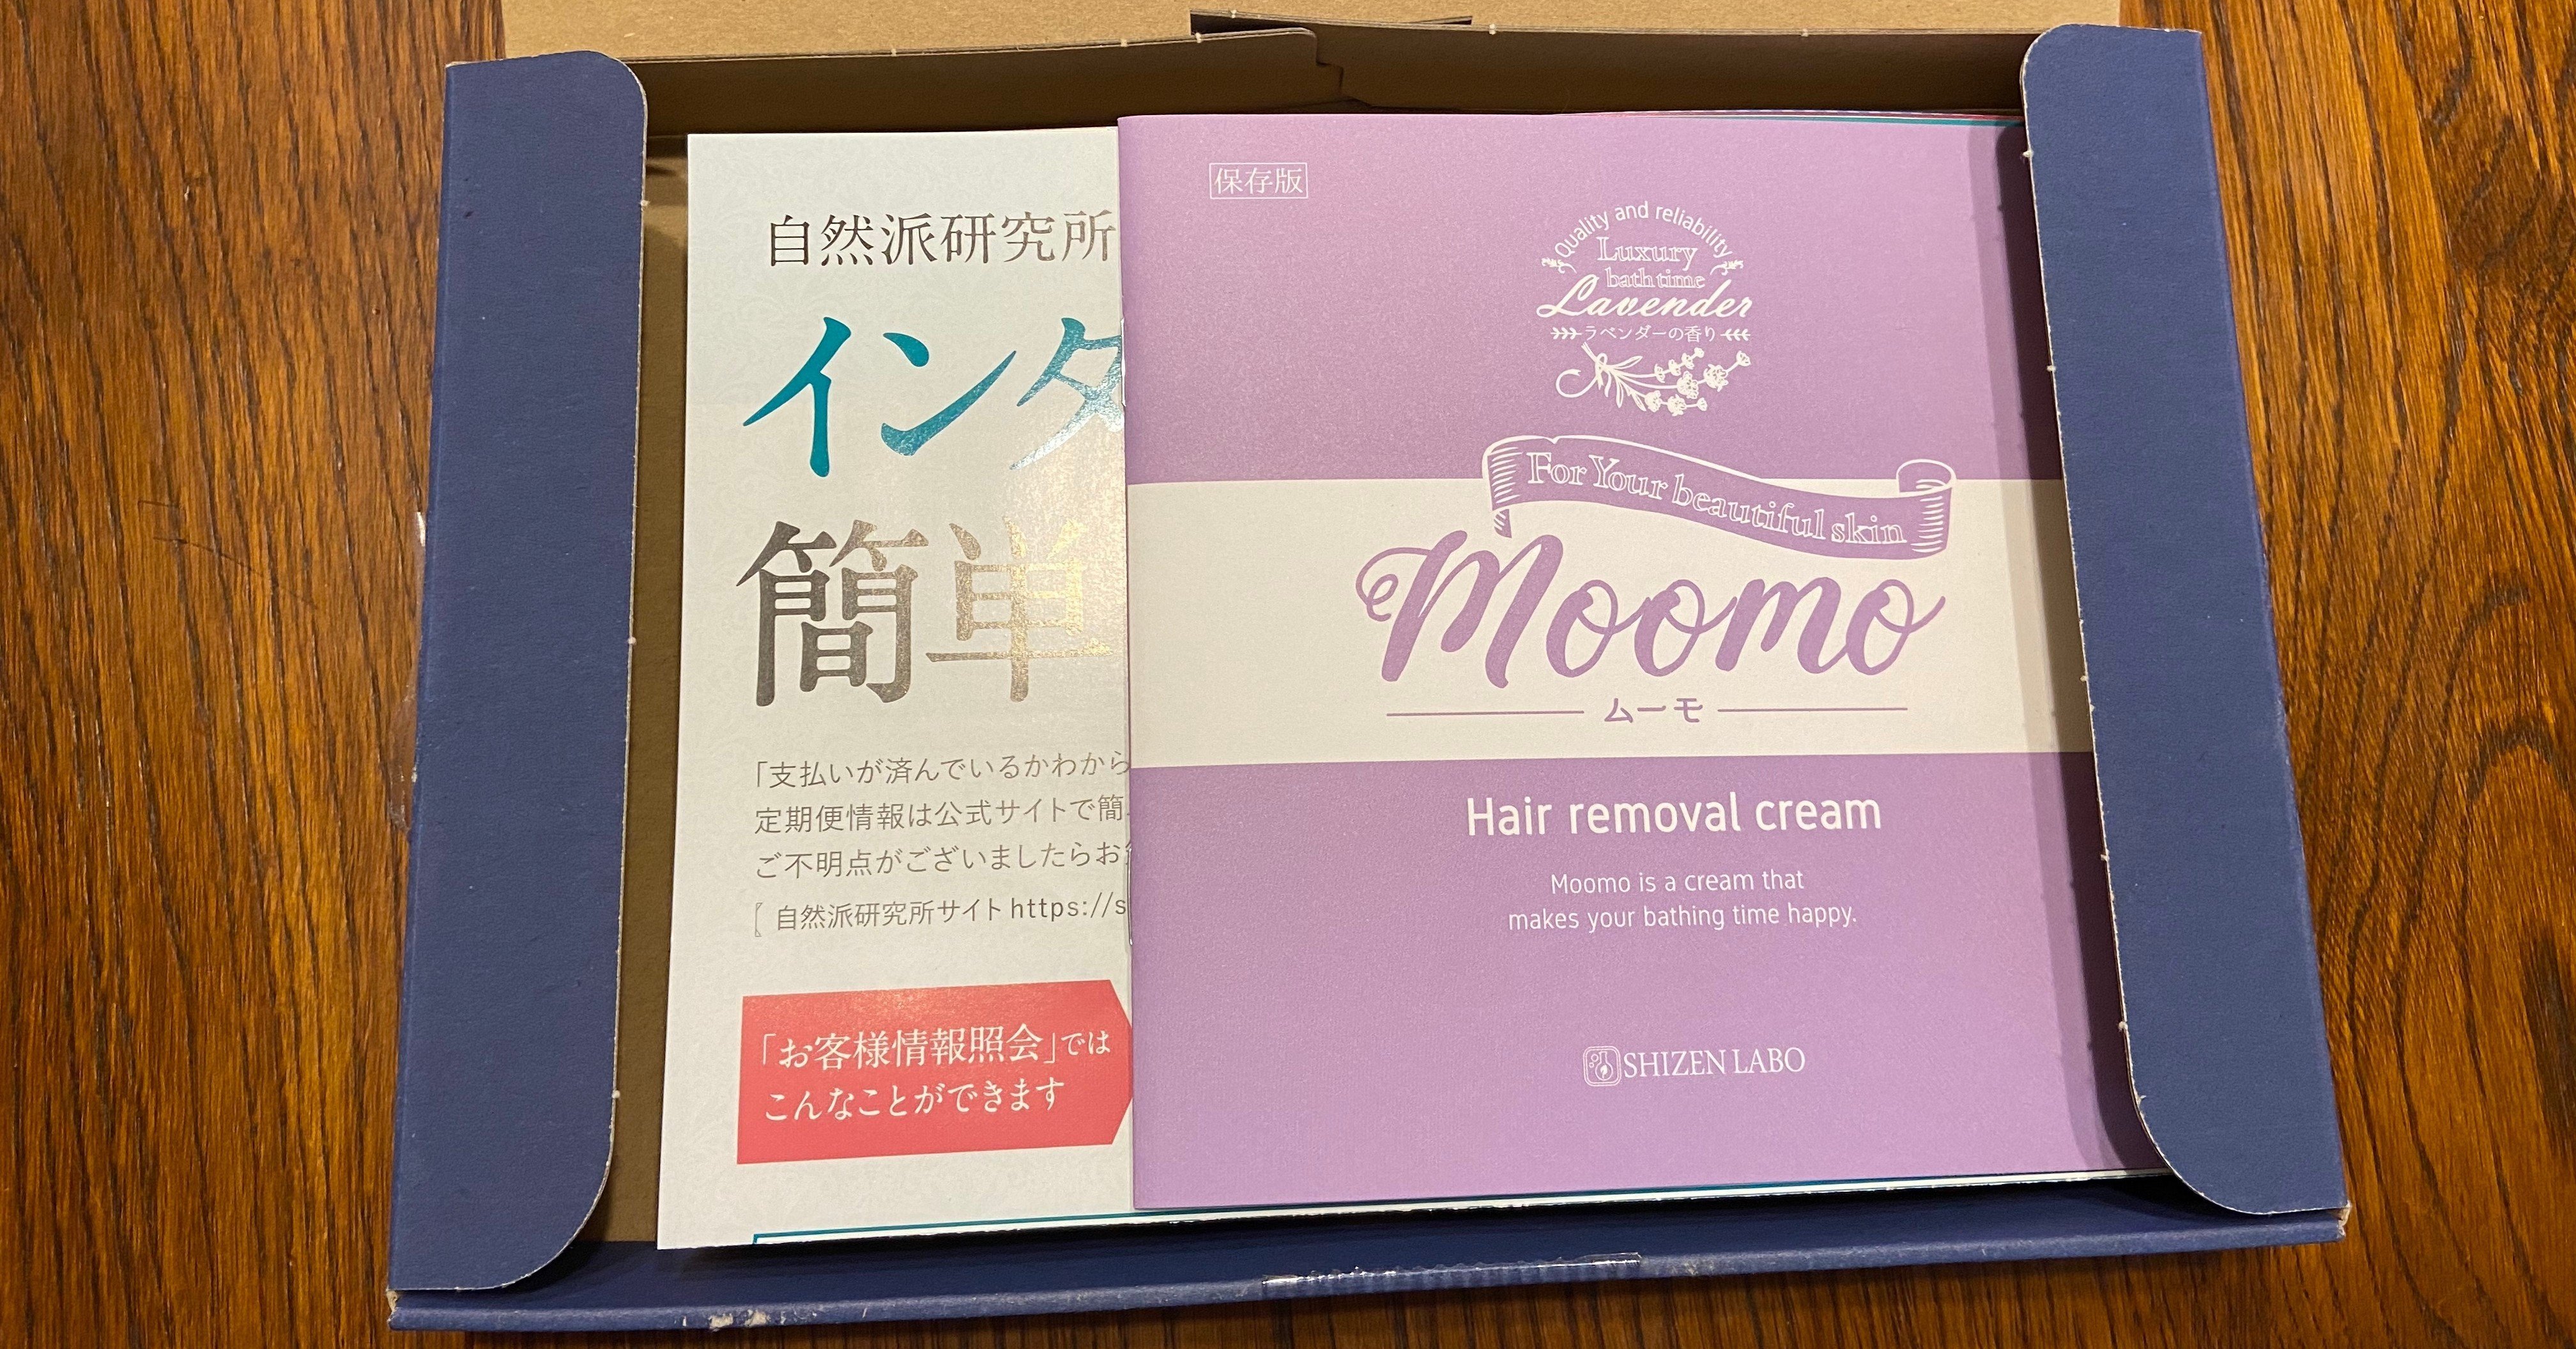 自然派研究所
インタ
簡単
「支払いが済んでいるかわから
定期便情報は公式サイトで簡
ご不明点がございましたらお
〖 自然派研究所サイト https://s
「お客様情報照会」では
こんなことができます
保存版
Quality and reliability
Luxury
bath time
Lavender
ラベンダーの香り
For Your beautiful skin
Moomo
ムーモ
Hair removal cream
Moomo is a cream that
makes your bathing time happy.
SHIZEN LABO